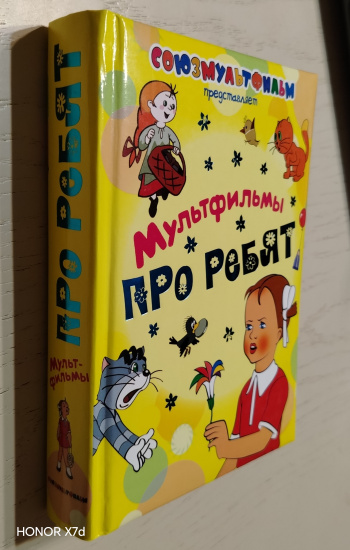 СОЮЗМУЛЬТФИЛЬМ
представляет
Мультфильмы
ПРО РЕБЯТ
ПРО РЕБЯТ
Мульт-
фильмы
HONOR X7d